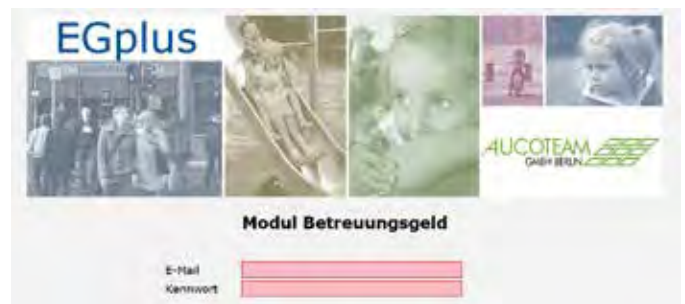 EGplus
AUCOTEAM
GMBH BERLIN
Modul Betreuungsgeld
E-Mail
Kennwort